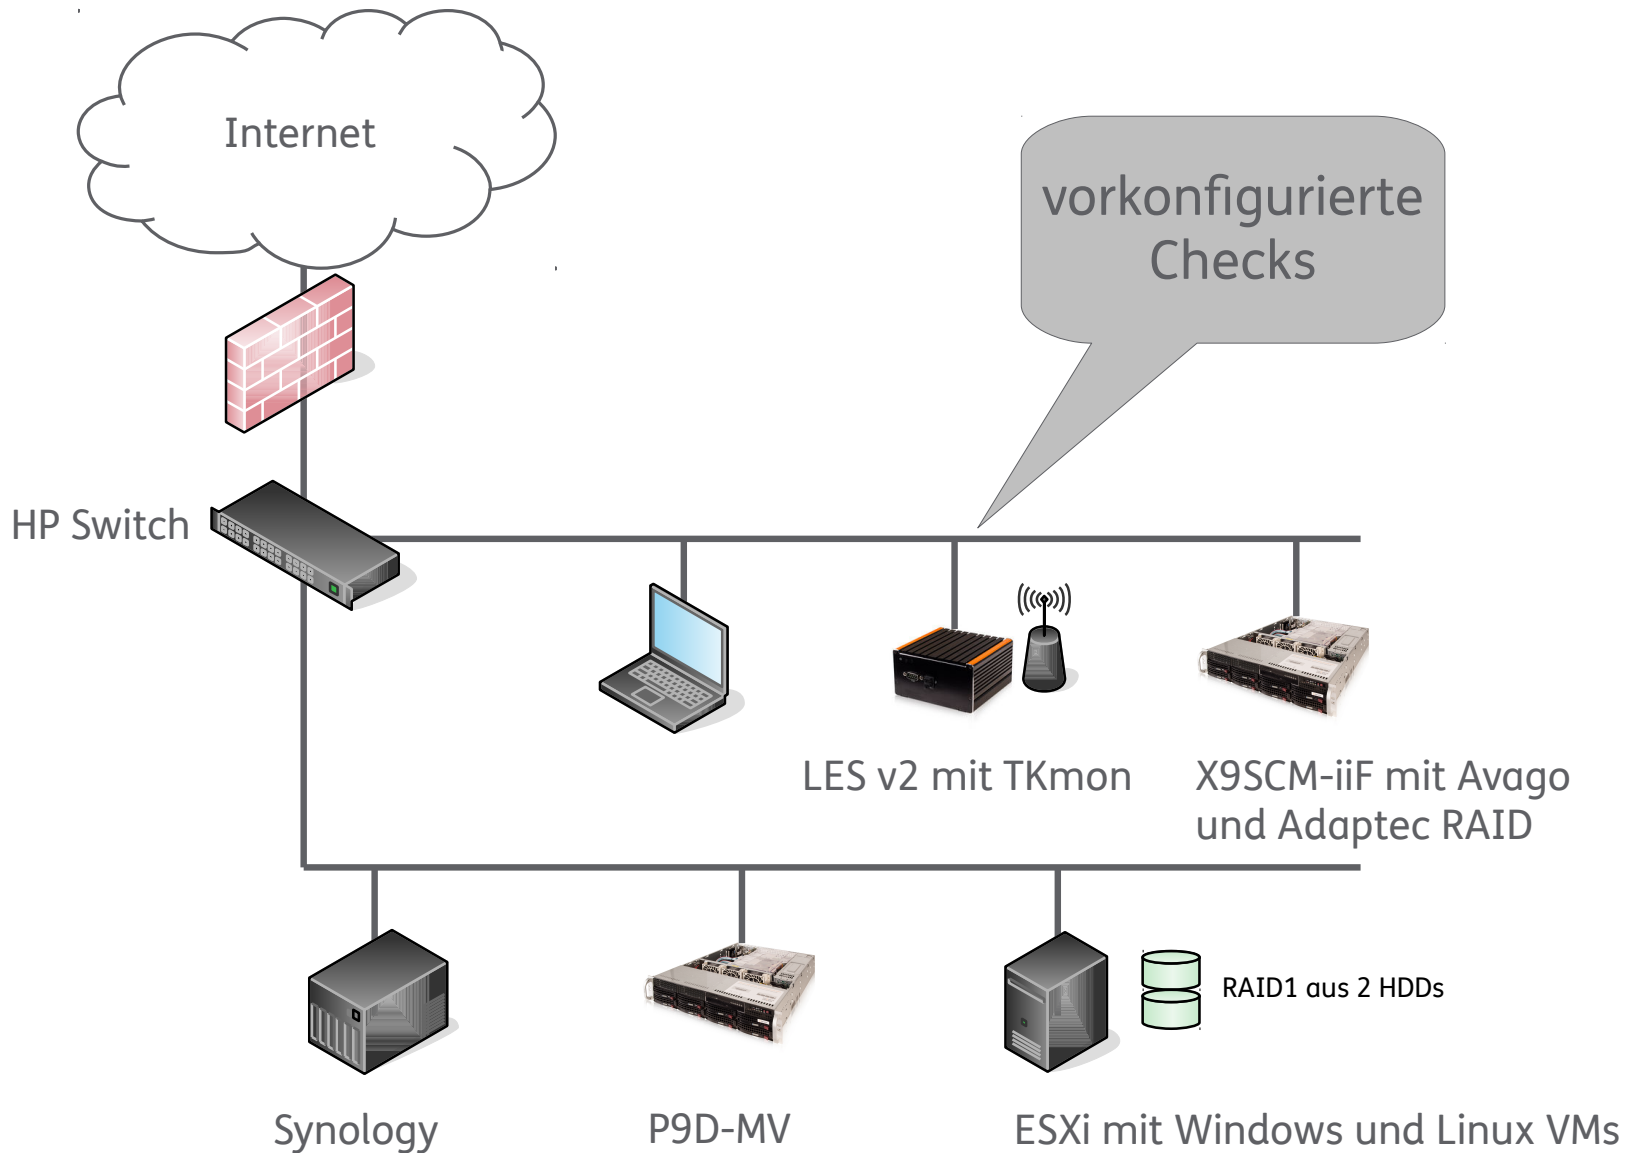 Internet
vorkonfigurierte
Checks
HP Switch
LES v2 mit TKmon
X9SCM-iiF mit Avago
und Adaptec RAID
RAID1 aus 2 HDDs
Synology
P9D-MV
ESXi mit Windows und Linux VMs